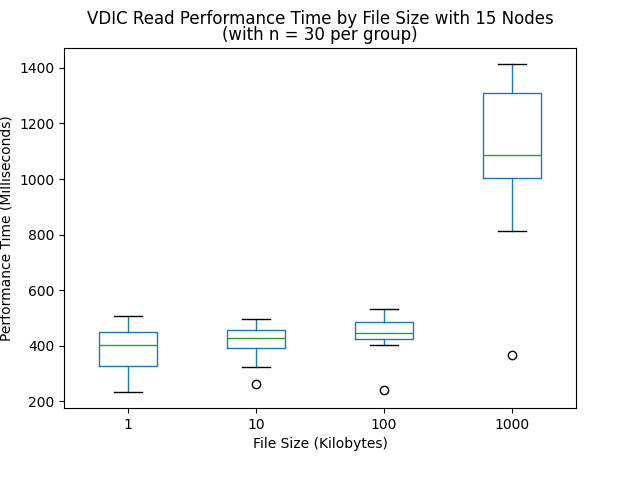 VDIC Read Performance Time by File Size with 15 Nodes
(with n = 30 per group)
Performance Time (Milliseconds)
1400
1200
1000
800
600
400
200
1 10 100 1000
File Size (Kilobytes)